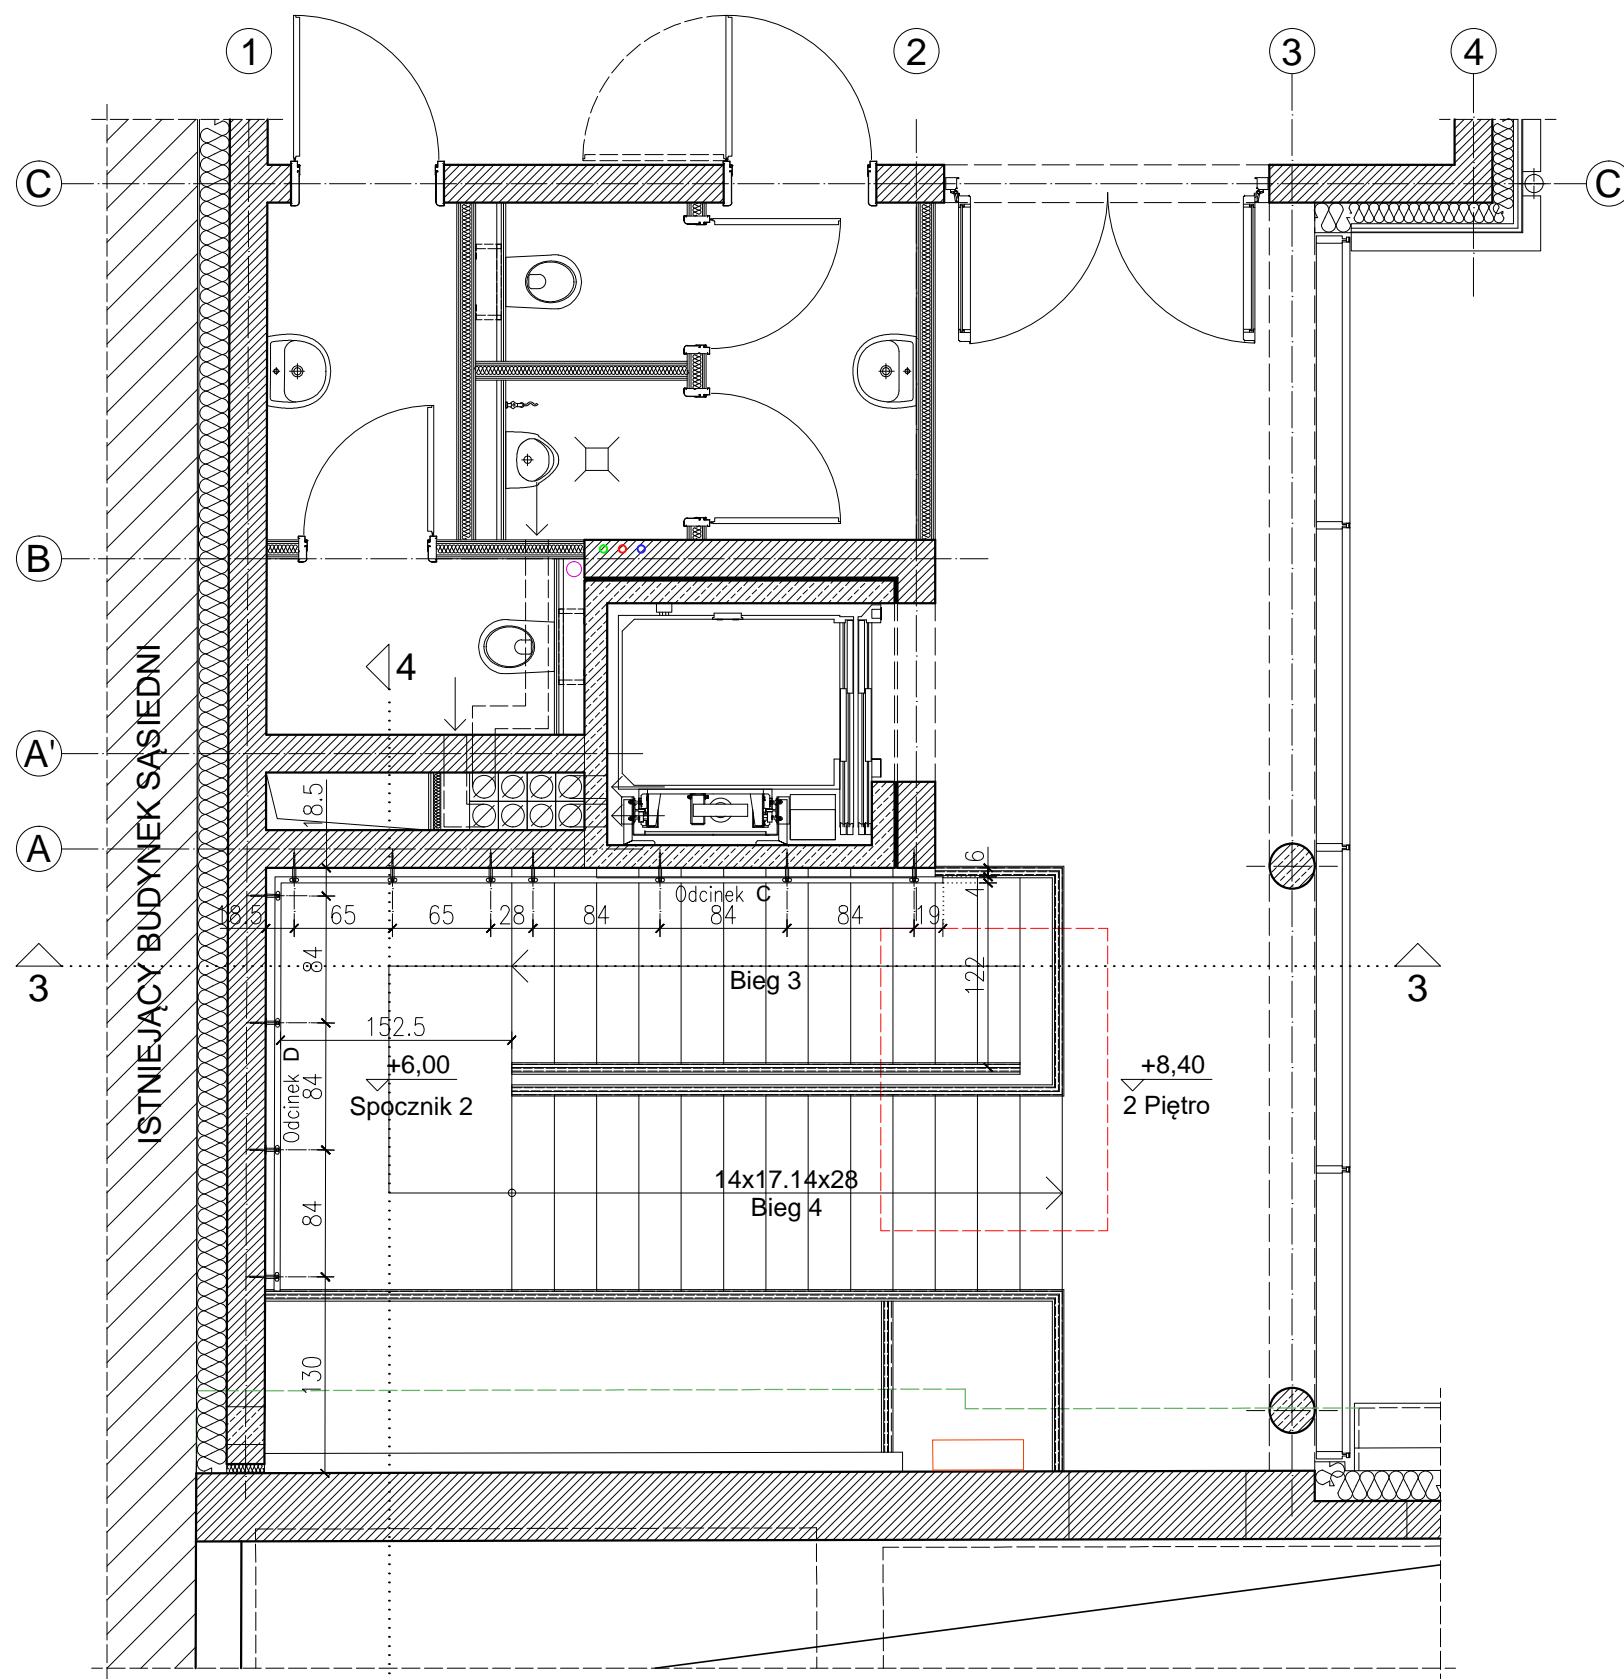 1
2
3
4
C
C
B
4
A'
A
ISTNIEJĄCY BUDYNEK SĄSIEDNI
18.5
6
4
Odcinek C
18.5
65
65
28
84
84
84
19
84
122
3
3
Bieg 3
152.5
+6,00
Spocznik 2
Odcinek D
84
+8,40
2 Piętro
14x17.14x28
Bieg 4
84
130